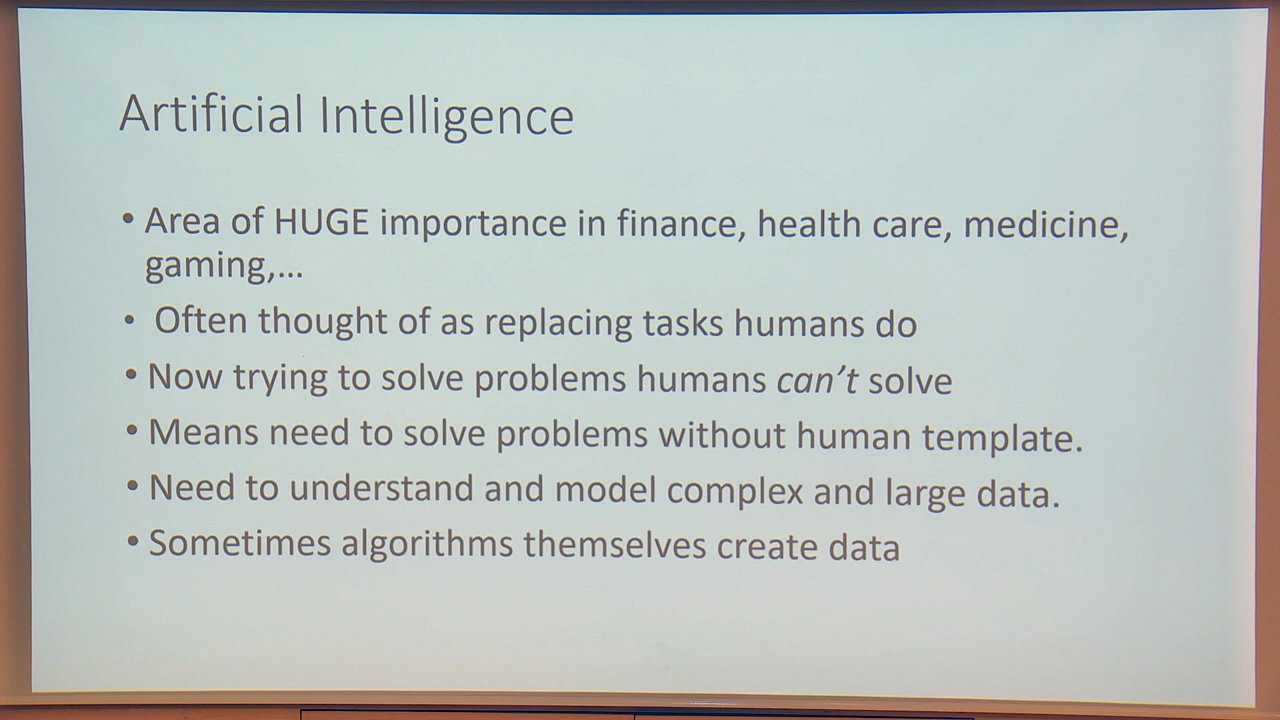 Artificial Intelligence
• Area of HUGE importance in finance, health care, medicine,
gaming,...
• Often thought of as replacing tasks humans do
• Now trying to solve problems humans can't solve
• Means need to solve problems without human template.
• Need to understand and model complex and large data.
• Sometimes algorithms themselves create data